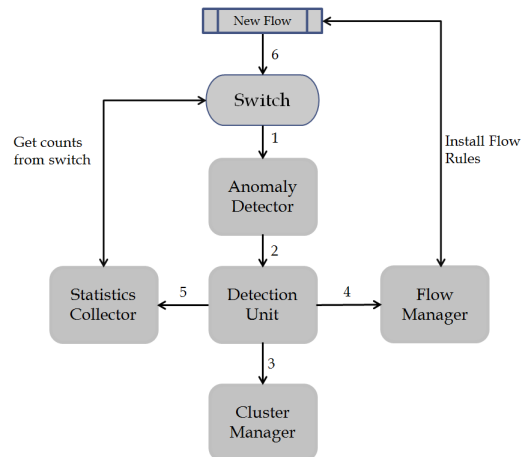 New Flow
6
Switch
Get counts
from switch
1
Install Flow
Rules
Anomaly
Detector
2
Statistics
Collector
5
Detection
Unit
4
Flow
Manager
3
Cluster
Manager